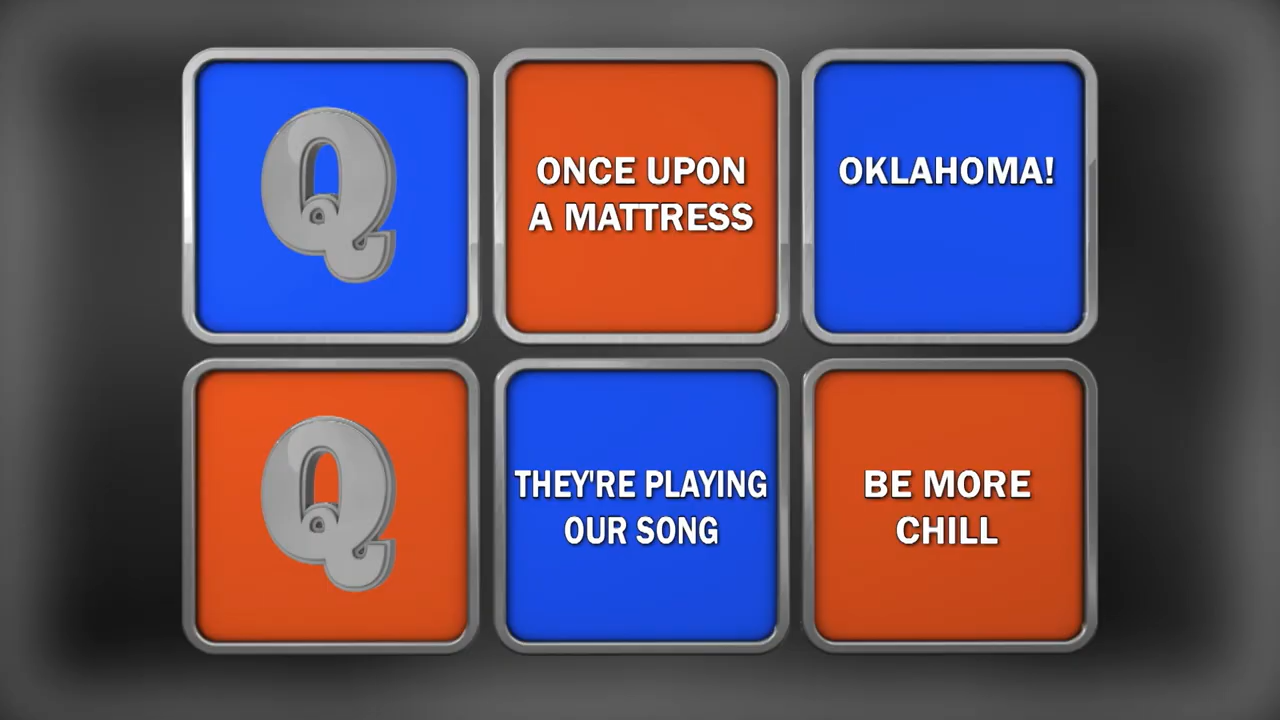 Q
ONCE UPON
A MATTRESS
OKLAHOMA!
Q
THEY'RE PLAYING
OUR SONG
BE MORE
CHILL